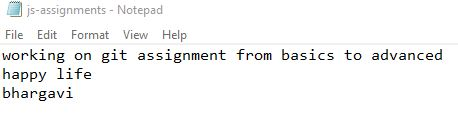 js-assignments - Notepad
File Edit Format View Help
working on git assignment from basics to advanced
happy life
bhargavi